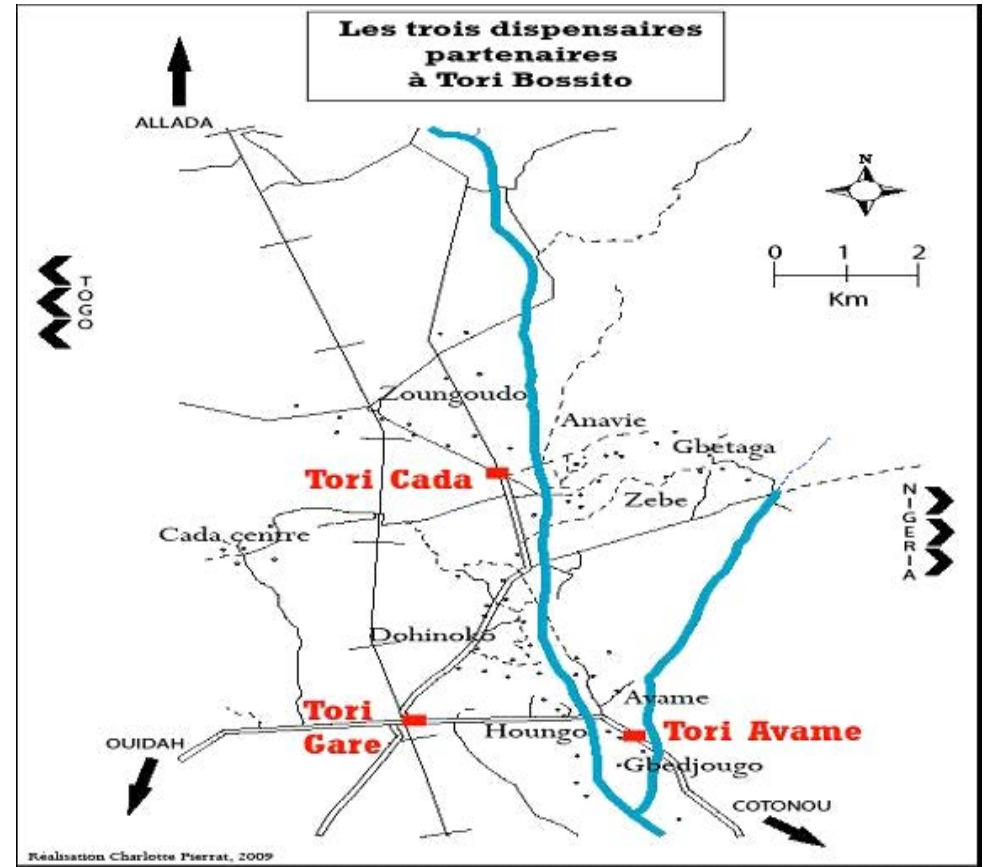 Les trois dispensaires
partenaires
à Tori Bossito
ALLADA
N
0 1 2
Km
TOGO
Zoungoudo
Anavie
Gbetaga
Tori Cada
Zebe
NIGERIA
Cada centre
Dohinoko
Avame
Tori
Gare
Houngo
Tori Avame
OUIDAH
Gbedjougo
COTONOU
Réalisation Charlotte Pierrat, 2009